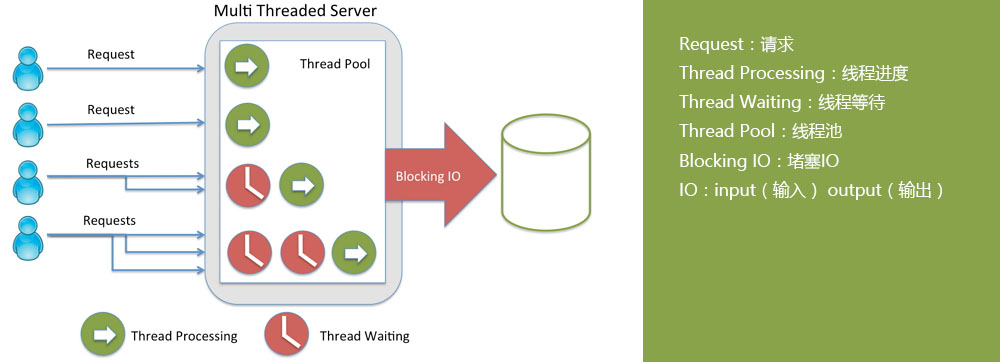 Multi Threaded Server
Request
Thread Pool
Request
Requests
Blocking IO
Requests
Thread Processing
Thread Waiting
Request：请求
Thread Processing：线程进度
Thread Waiting：线程等待
Thread Pool：线程池
Blocking IO：堵塞IO
IO：input（输入） output（输出）